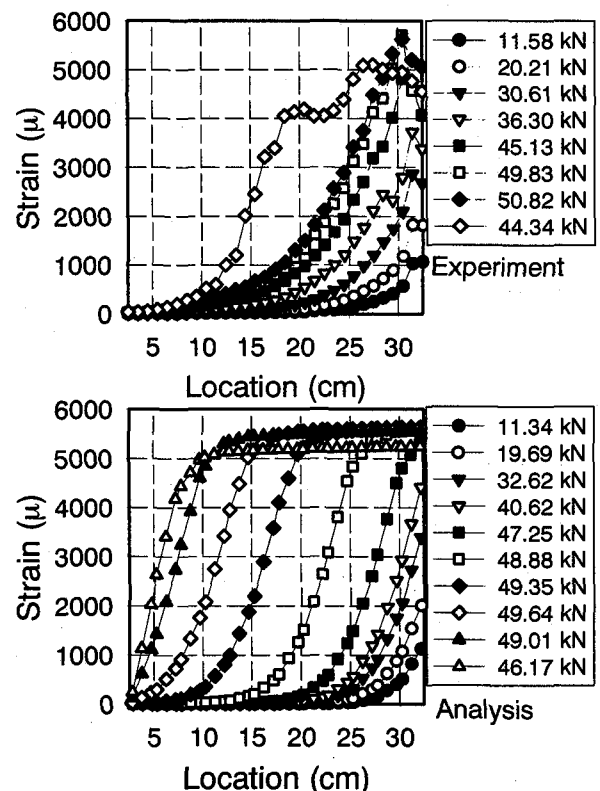 6000
5000
4000
3000
2000
1000
0
Strain (μ)
5 10 15 20 25 30
Location (cm)
11.58 kN
20.21 kN
30.61 kN
36.30 kN
45.13 kN
49.83 kN
50.82 kN
44.34 kN
Experiment
6000
5000
4000
3000
2000
1000
0
Strain (μ)
5 10 15 20 25 30
Location (cm)
11.34 kN
19.69 kN
32.62 kN
40.62 kN
47.25 kN
48.88 kN
49.35 kN
49.64 kN
49.01 kN
46.17 kN
Analysis